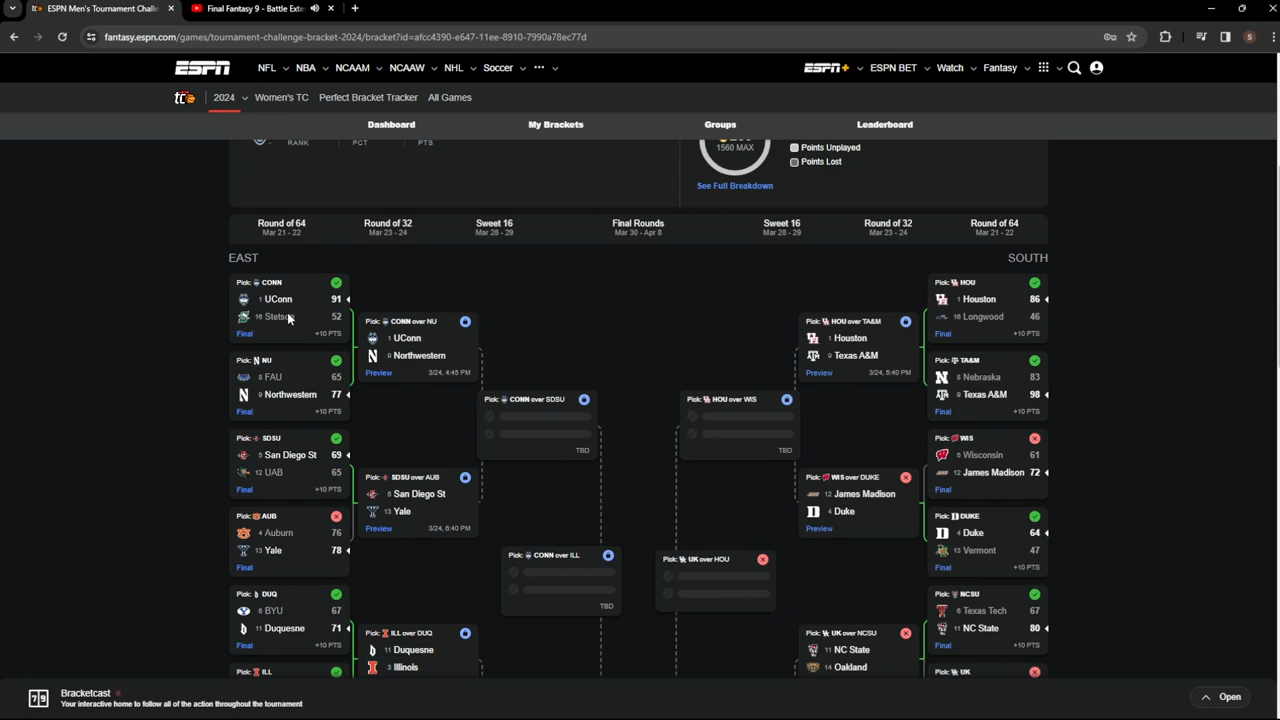 ESPN Men's Tournament Challe
Final Fantasy 9 - Battle Exte
fantasy.espn.com/games/tournament-challenge-bracket-2024/bracket?id=afcc4390-e647-11ee-8910-7990a78ec77d
S
ESPN NFL NBA NCAAM NCAAW NHL Soccer ESPN+ ESPN BET Watch Fantasy
tc 2024 Women's TC Perfect Bracket Tracker All Games
Dashboard My Brackets Groups Leaderboard
RANK PCT PTS
1560 MAX
Points Unplayed
Points Lost
See Full Breakdown
Round of 64 Round of 32 Sweet 16 Final Rounds Sweet 16 Round of 32 Round of 64
Mar 21 - 22 Mar 23 - 24 Mar 28 - 29 Mar 30 - Apr 8 Mar 28 - 29 Mar 23 - 24 Mar 21 - 22
EAST
Pick: CONN
1 UConn 91
16 Stetson 52
Final +10 PTS
Pick: NU
8 FAU 65
9 Northwestern 77
Final +10 PTS
Pick: SDSU
5 San Diego St 69
12 UAB 65
Final +10 PTS
Pick: AUB
4 Auburn 76
13 Yale 78
Final
Pick: DUQ
6 BYU 67
11 Duquesne 71
Final +10 PTS
Pick: ILL
Pick: CONN over NU
1 UConn
9 Northwestern
Preview 3/24, 4:45 PM
Pick: SDSU over AUB
5 San Diego St
13 Yale
Preview 3/24, 6:40 PM
Pick: ILL over DUQ
11 Duquesne
3 Illinois
Pick: CONN over SDSU
TBD
Pick: CONN over ILL
TBD
Pick: HOU over WIS
TBD
Pick: UK over HOU
Pick: HOU over TA&M
1 Houston
9 Texas A&M
Preview 3/24, 5:40 PM
Pick: WIS over DUKE
12 James Madison
4 Duke
Preview
Pick: UK over NCSU
11 NC State
14 Oakland
SOUTH
Pick: HOU
1 Houston 86
16 Longwood 46
Final +10 PTS
Pick: TA&M
8 Nebraska 83
9 Texas A&M 98
Final +10 PTS
Pick: WIS
5 Wisconsin 61
12 James Madison 72
Final
Pick: DUKE
4 Duke 64
13 Vermont 47
Final +10 PTS
Pick: NCSU
6 Texas Tech 67
11 NC State 80
Final +10 PTS
Pick: UK
Bracketcast
Your interactive home to follow all of the action throughout the tournament
Open